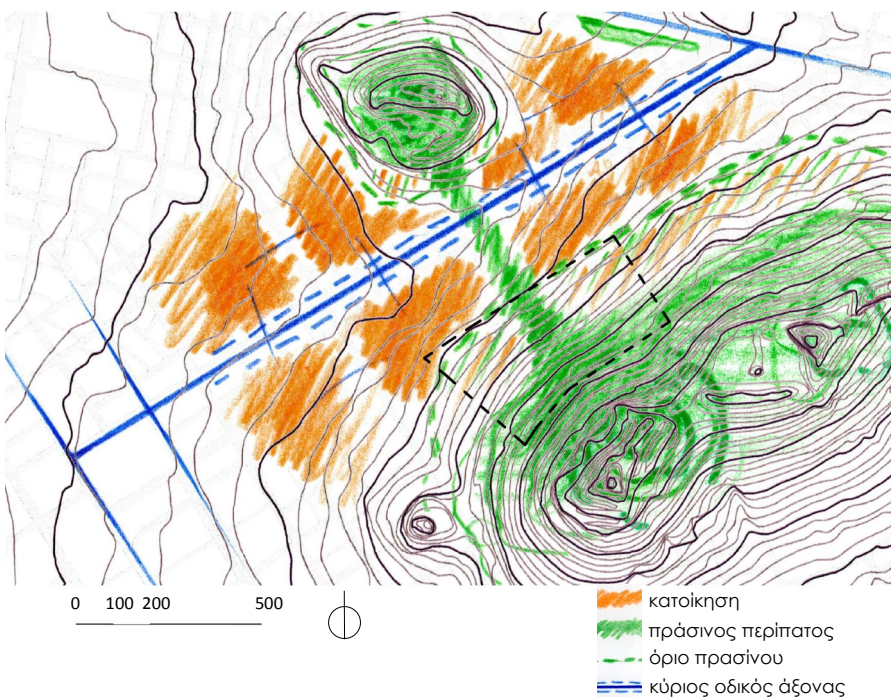 0 100 200 500
κατοίκηση
πράσινος περίπατος
όριο πρασίνου
κύριος οδικός άξονας